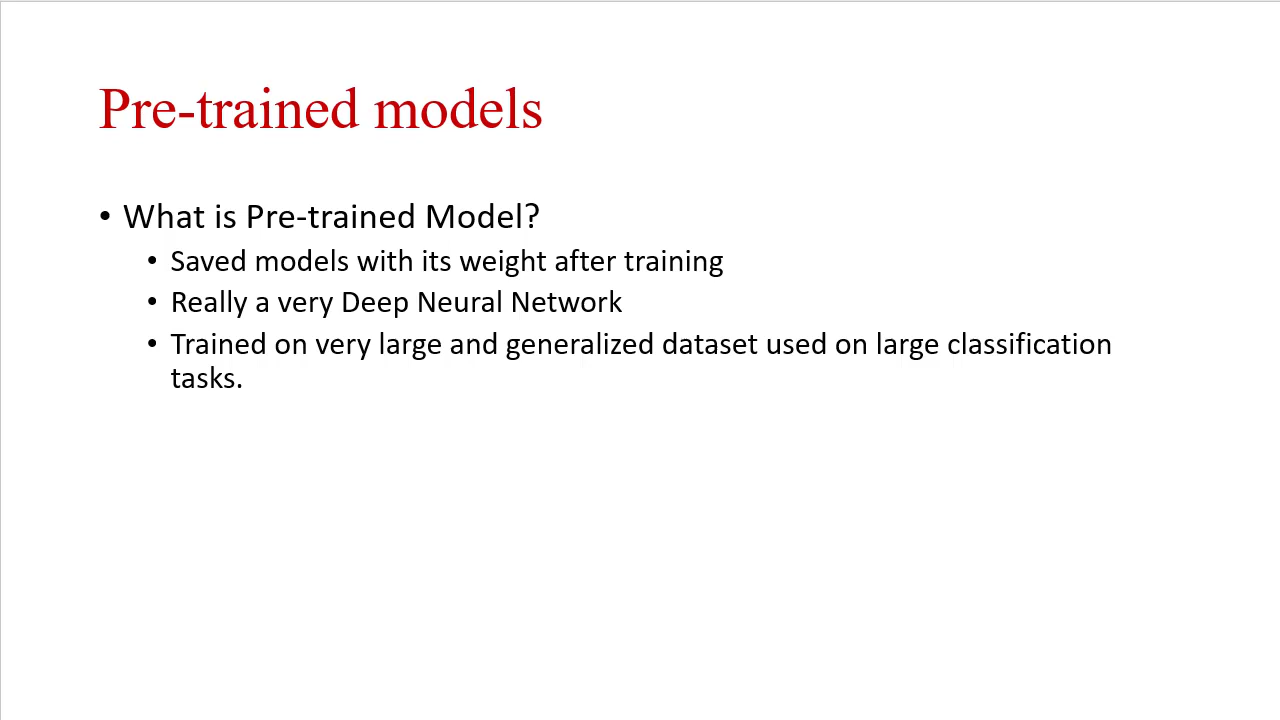 Pre-trained models
• What is Pre-trained Model?
• Saved models with its weight after training
• Really a very Deep Neural Network
• Trained on very large and generalized dataset used on large classification
tasks.